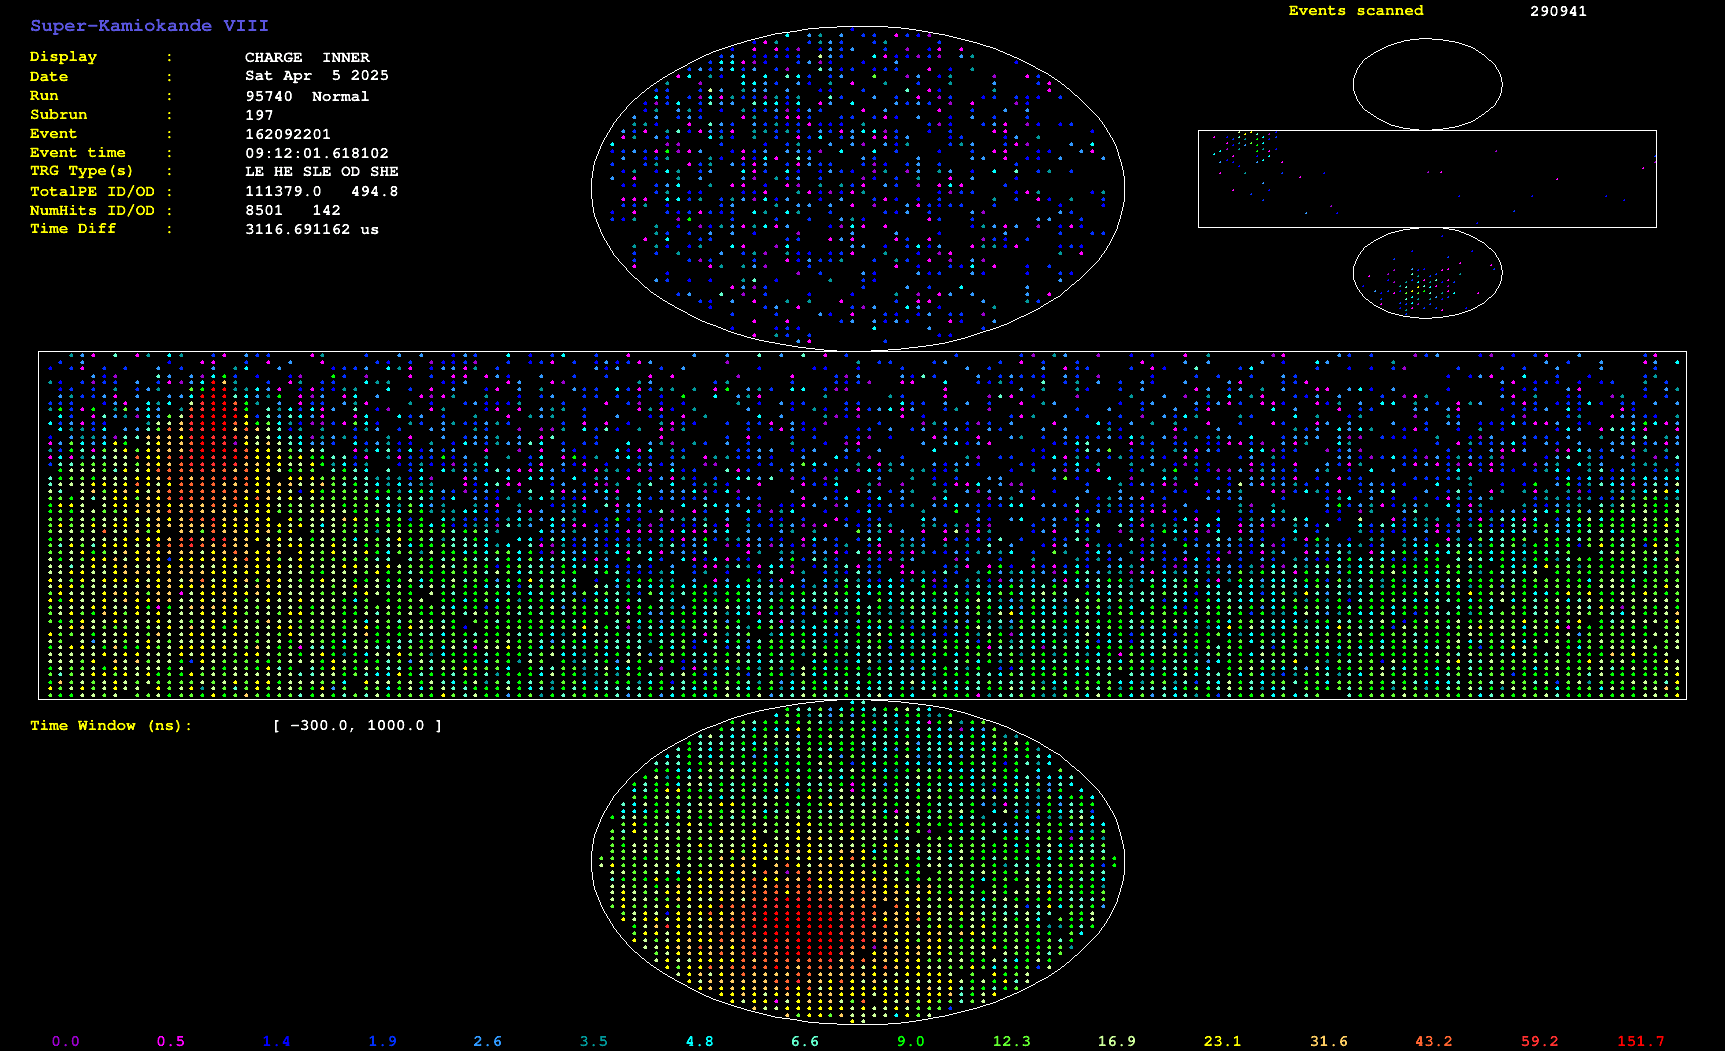 Super-Kamiokande VIII
Events scanned 290941
Display : CHARGE INNER
Date : Sat Apr 5 2025
Run : 95740 Normal
Subrun : 197
Event : 162092201
Event time : 09:12:01.618102
TRG Type(s) : LE HE SLE OD SHE
TotalPE ID/OD : 111379.0 494.8
NumHits ID/OD : 8501 142
Time Diff : 3116.691162 us
Time Window (ns): [ -300.0, 1000.0 ]
0.0 0.5 1.4 1.9 2.6 3.5 4.8 6.6 9.0 12.3 16.9 23.1 31.6 43.2 59.2 151.7